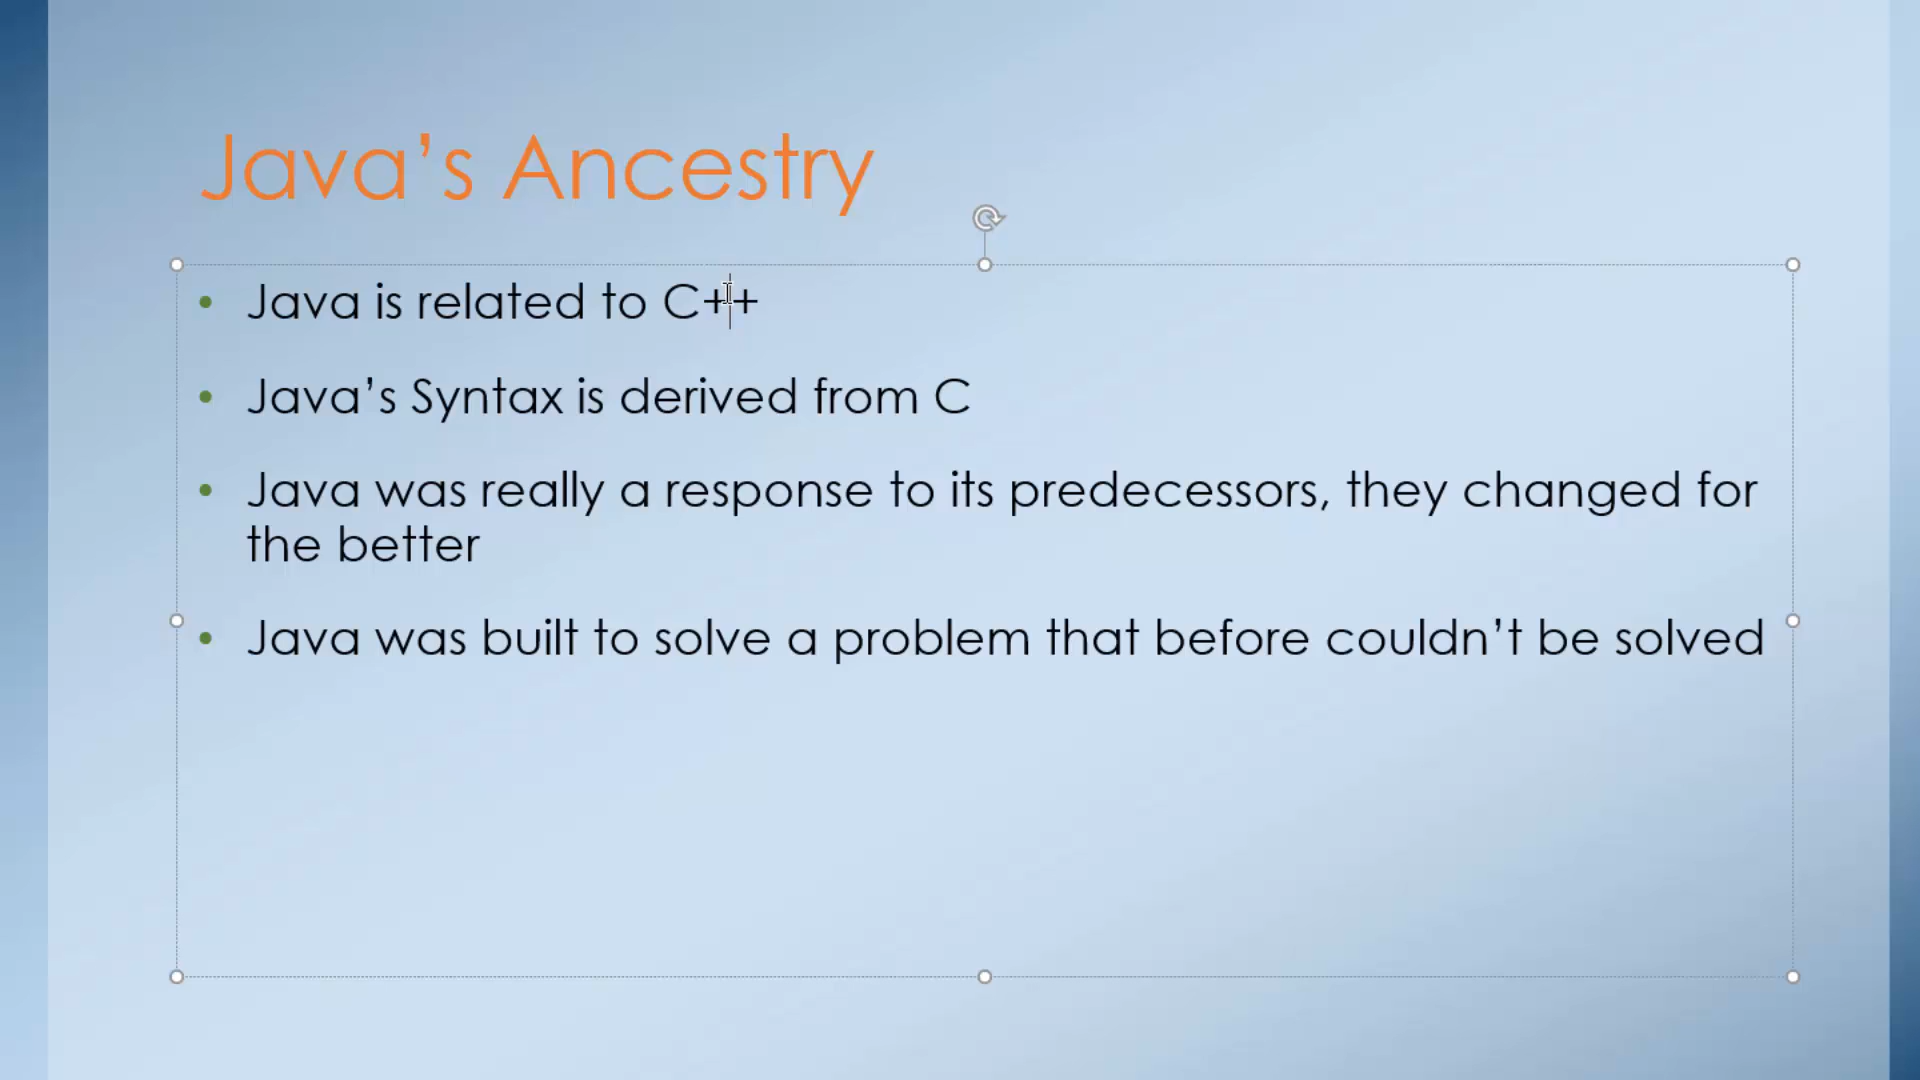 Java’s Ancestry
• Java is related to C++
• Java’s Syntax is derived from C
• Java was really a response to its predecessors, they changed for
the better
• Java was built to solve a problem that before couldn’t be solved